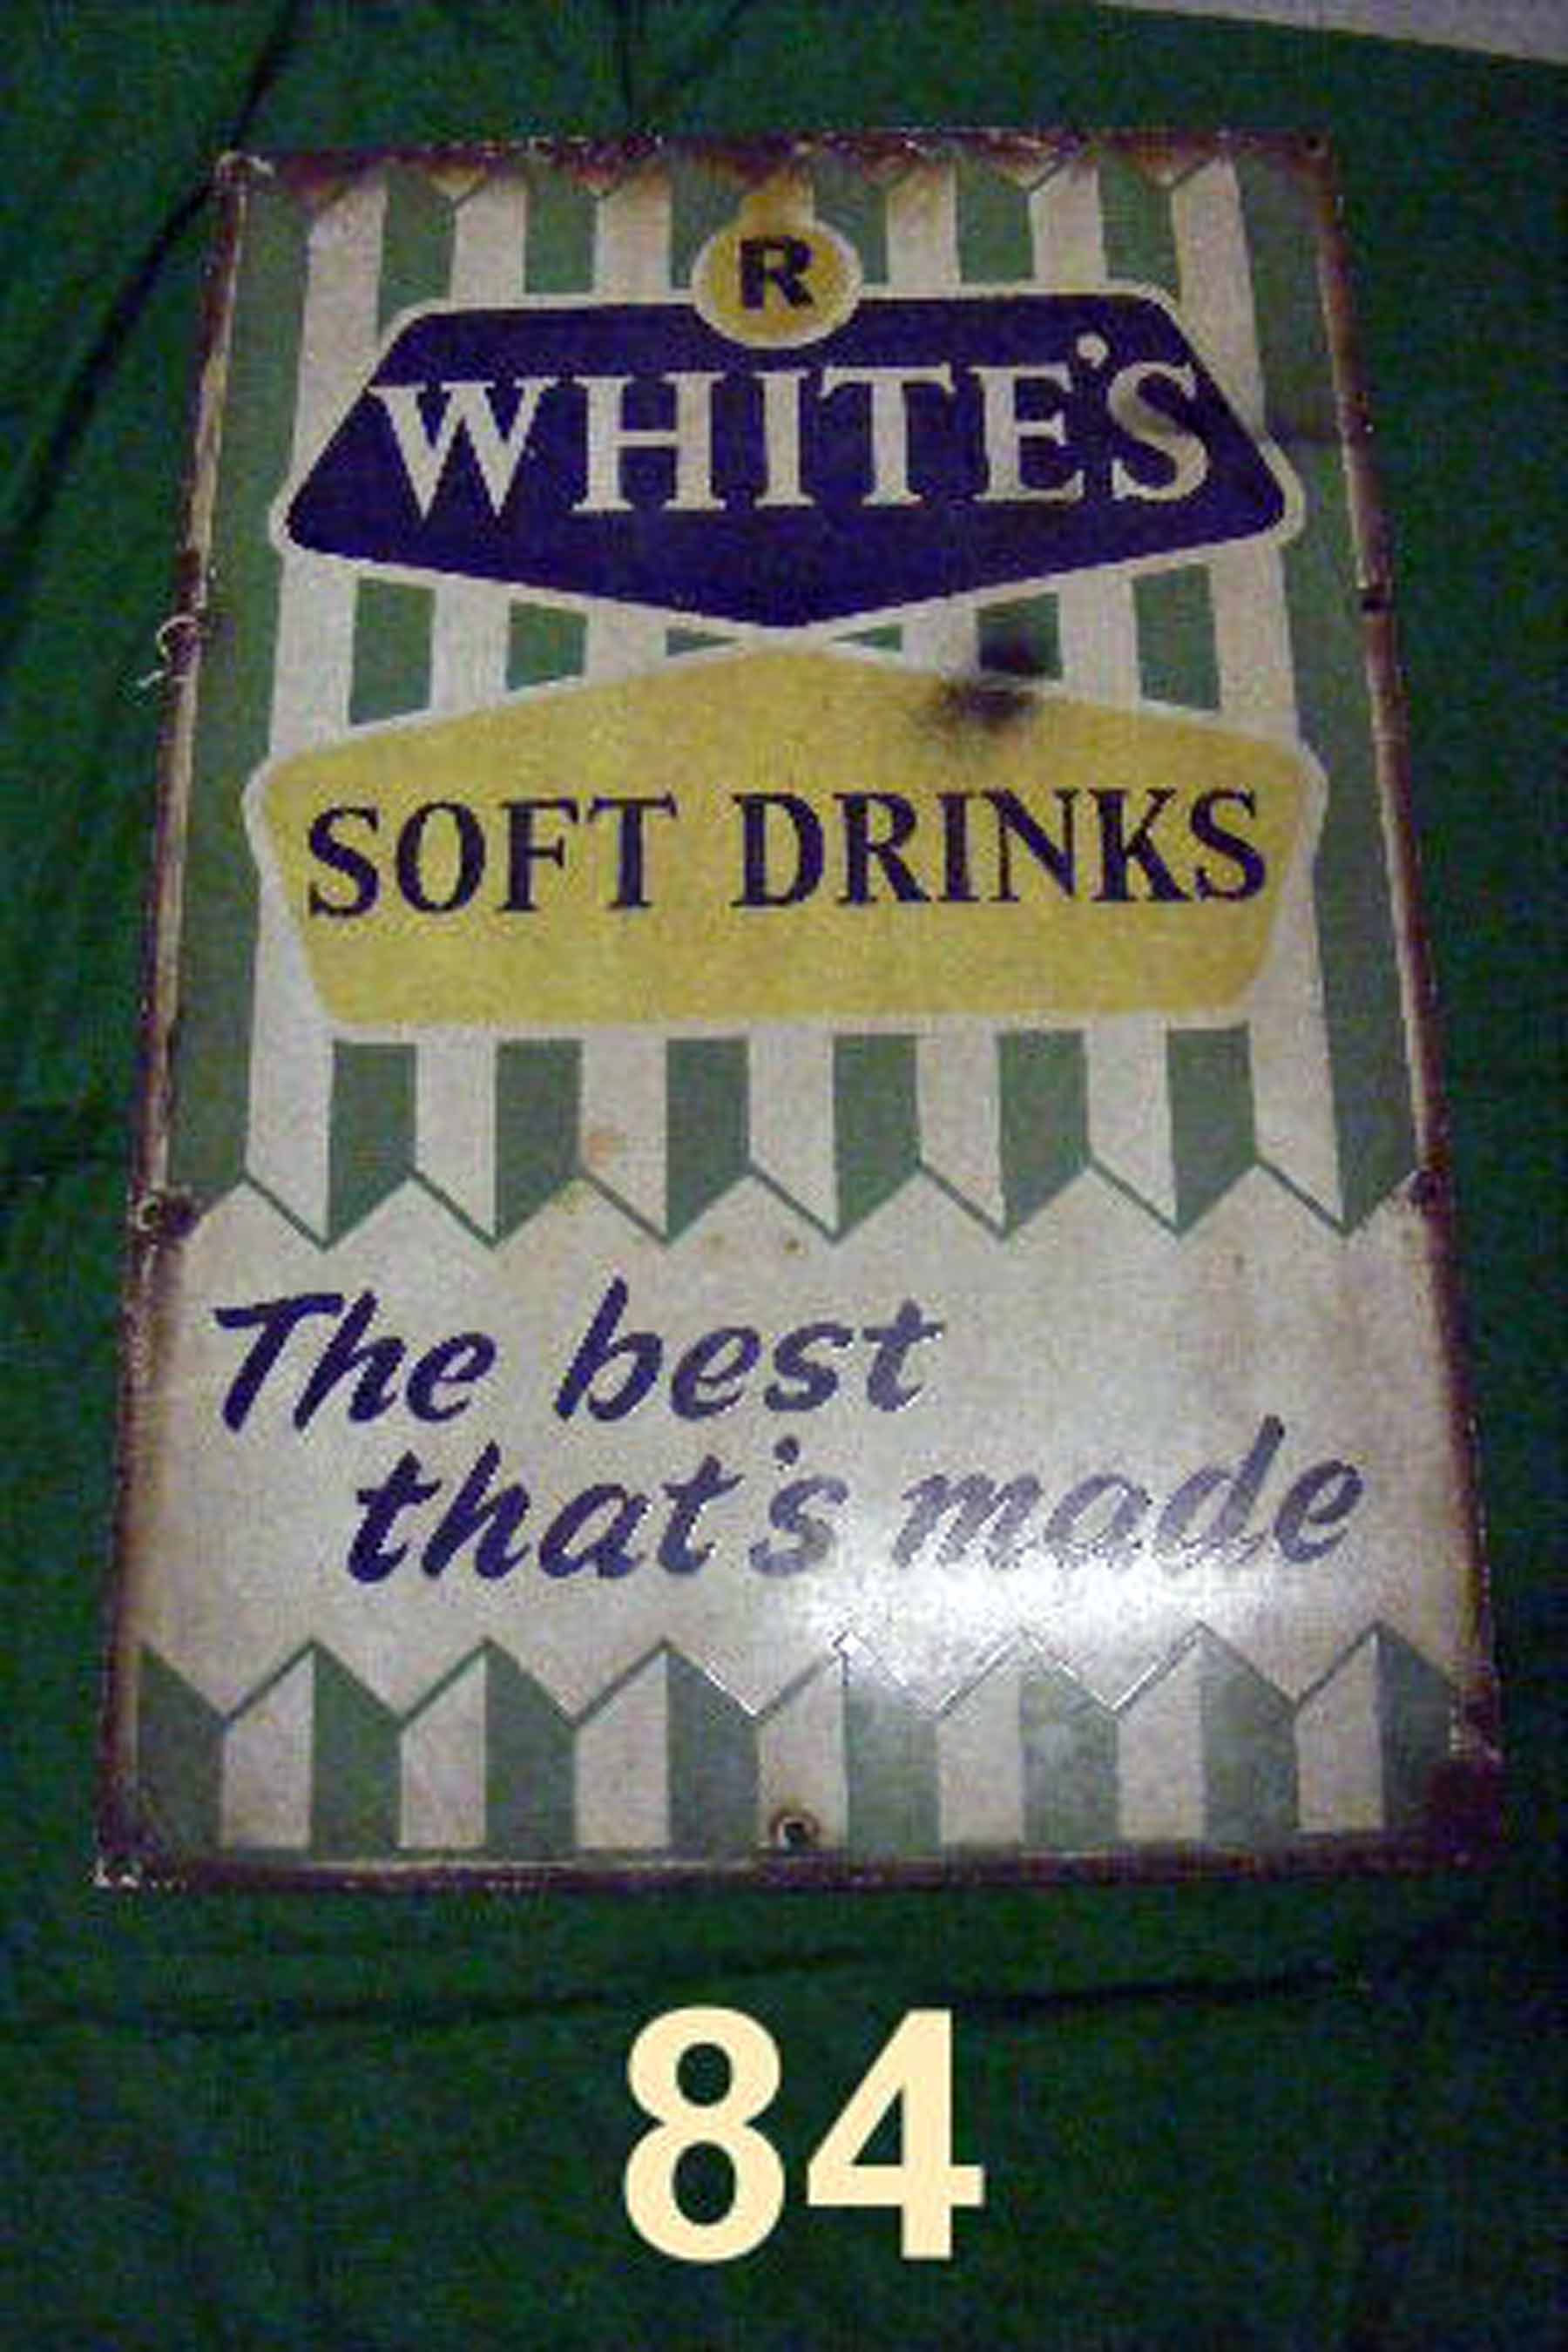 R
WHITE'S
SOFT DRINKS
The best
that's made
84